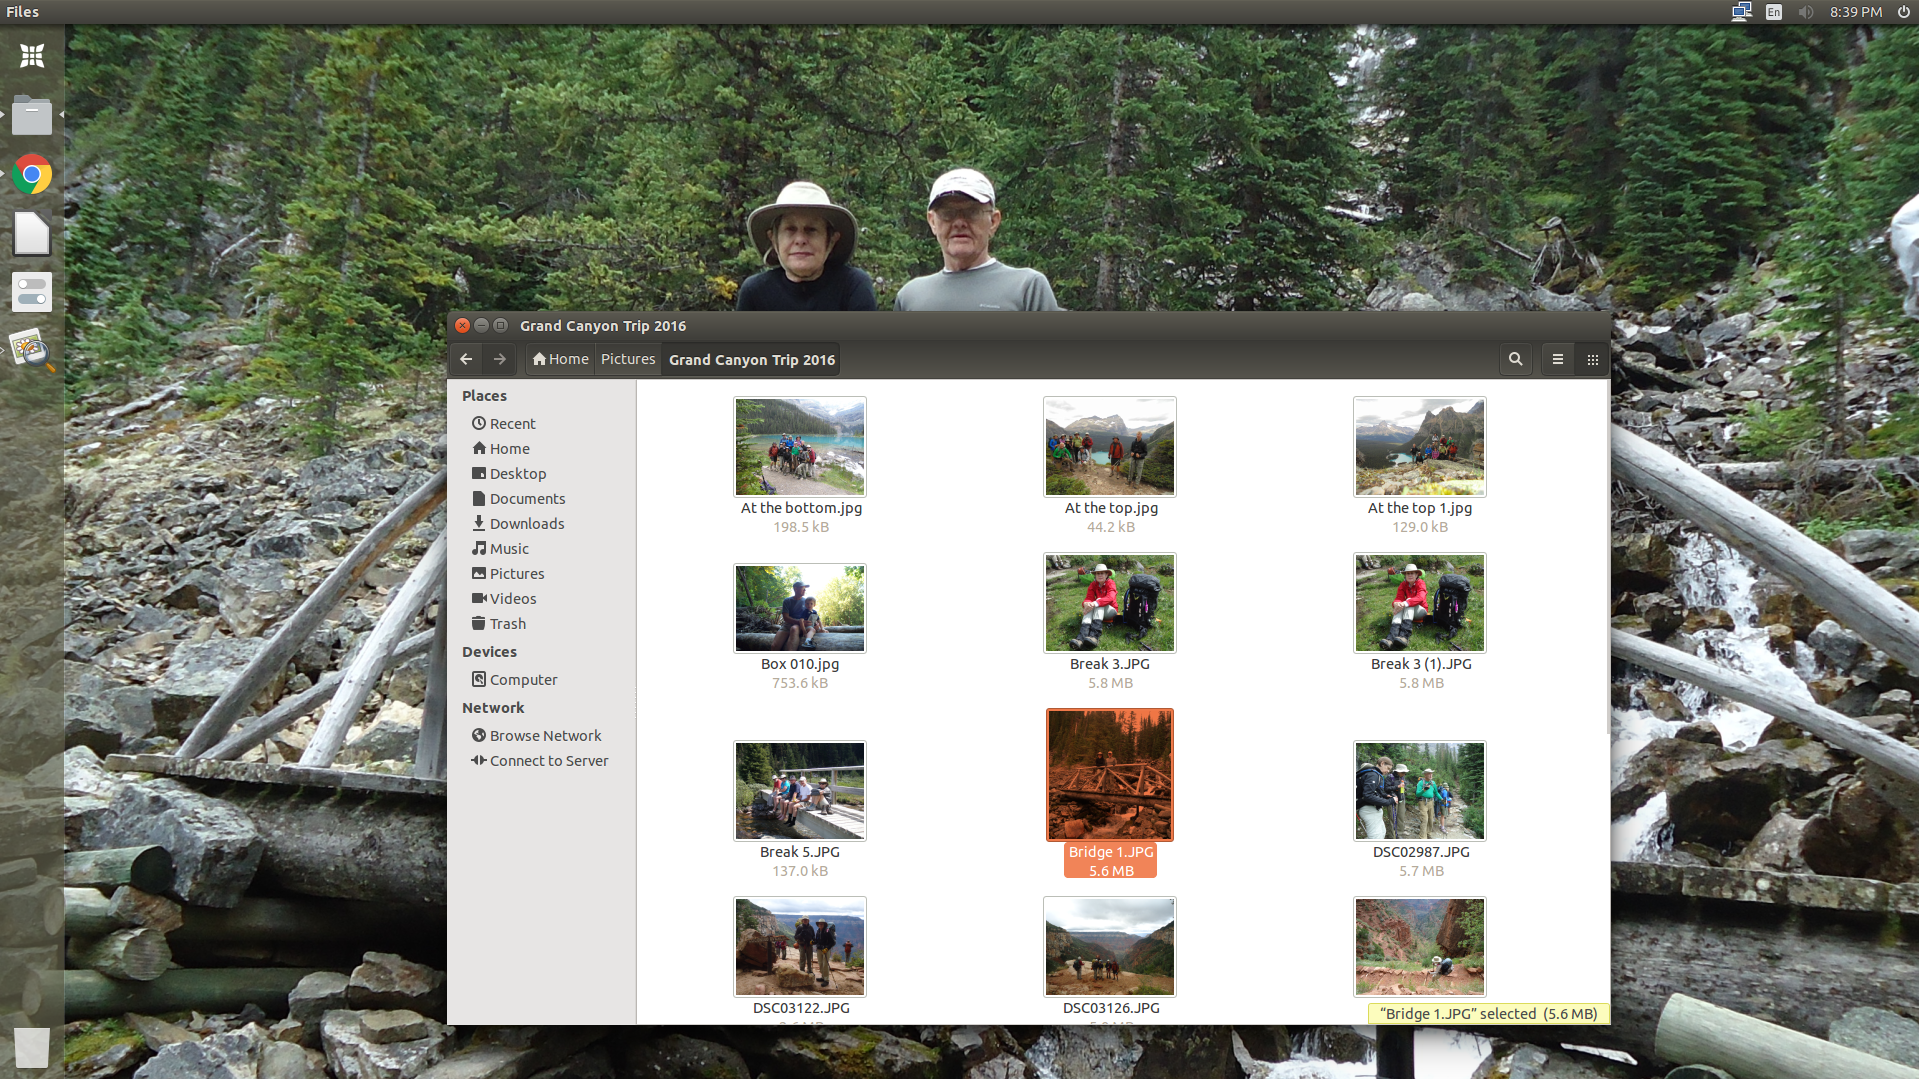 Files
En
8:39 PM
Grand Canyon Trip 2016
Home
Pictures
Grand Canyon Trip 2016
Places
Recent
Home
Desktop
Documents
Downloads
Music
Pictures
Videos
Trash
Devices
Computer
Network
Browse Network
Connect to Server
At the bottom.jpg
198.5 kB
At the top.jpg
44.2 kB
At the top 1.jpg
129.0 kB
Box 010.jpg
753.6 kB
Break 3.JPG
5.8 MB
Break 3 (1).JPG
5.8 MB
Break 5.JPG
137.0 kB
Bridge 1.JPG
5.6 MB
DSC02987.JPG
5.7 MB
DSC03122.JPG
DSC03126.JPG
“Bridge 1.JPG” selected (5.6 MB)